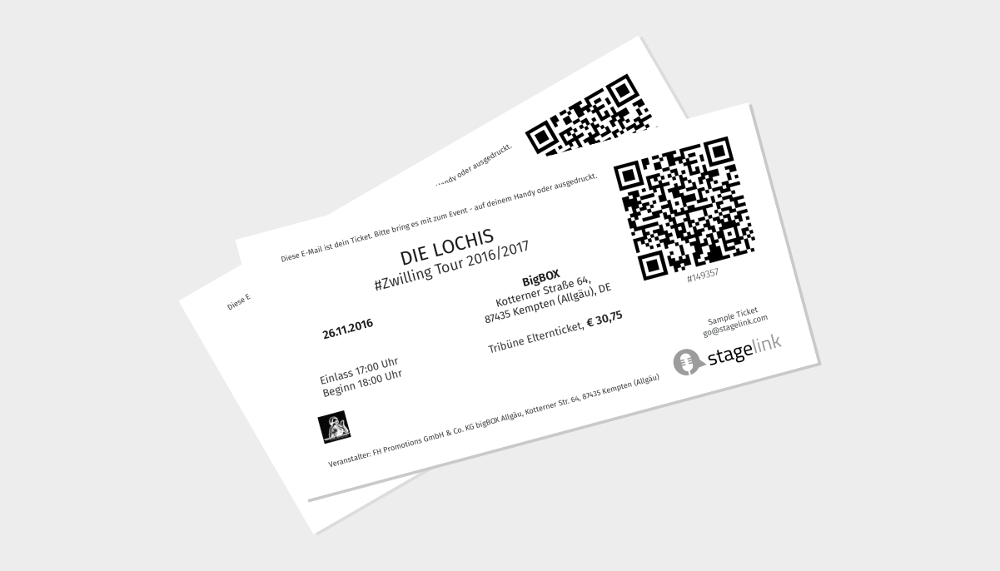 Handy oder ausgedruckt.
Diese E
Diese E-Mail ist dein Ticket. Bitte bring es mit zum Event - auf deinem Handy oder ausgedruckt.
DIE LOCHIS
#Zwilling Tour 2016/2017
26.11.2016
Einlass 17:00 Uhr
Beginn 18:00 Uhr
BigBOX
Kotterner Straße 64,
87435 Kempten (Allgäu), DE
Tribüne Elternticket, € 30,75
#149357
Sample Ticket
go@stagelink.com
stagelink
Veranstalter: FH Promotions GmbH & Co. KG bigBOX Allgäu, Kotterner Str. 64, 87435 Kempten (Allgäu)